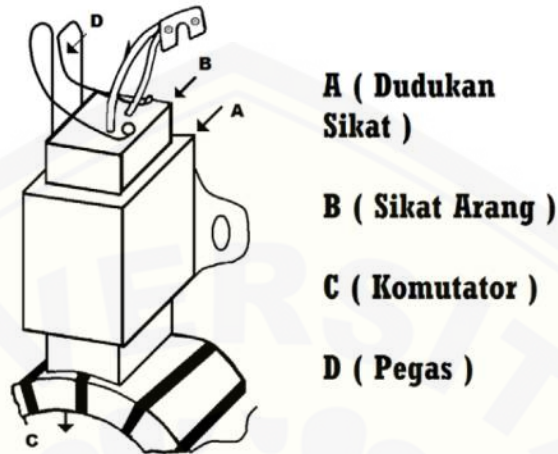 D
B
A
C
A ( Dudukan
Sikat )
B ( Sikat Arang )
C ( Komutator )
D ( Pegas )